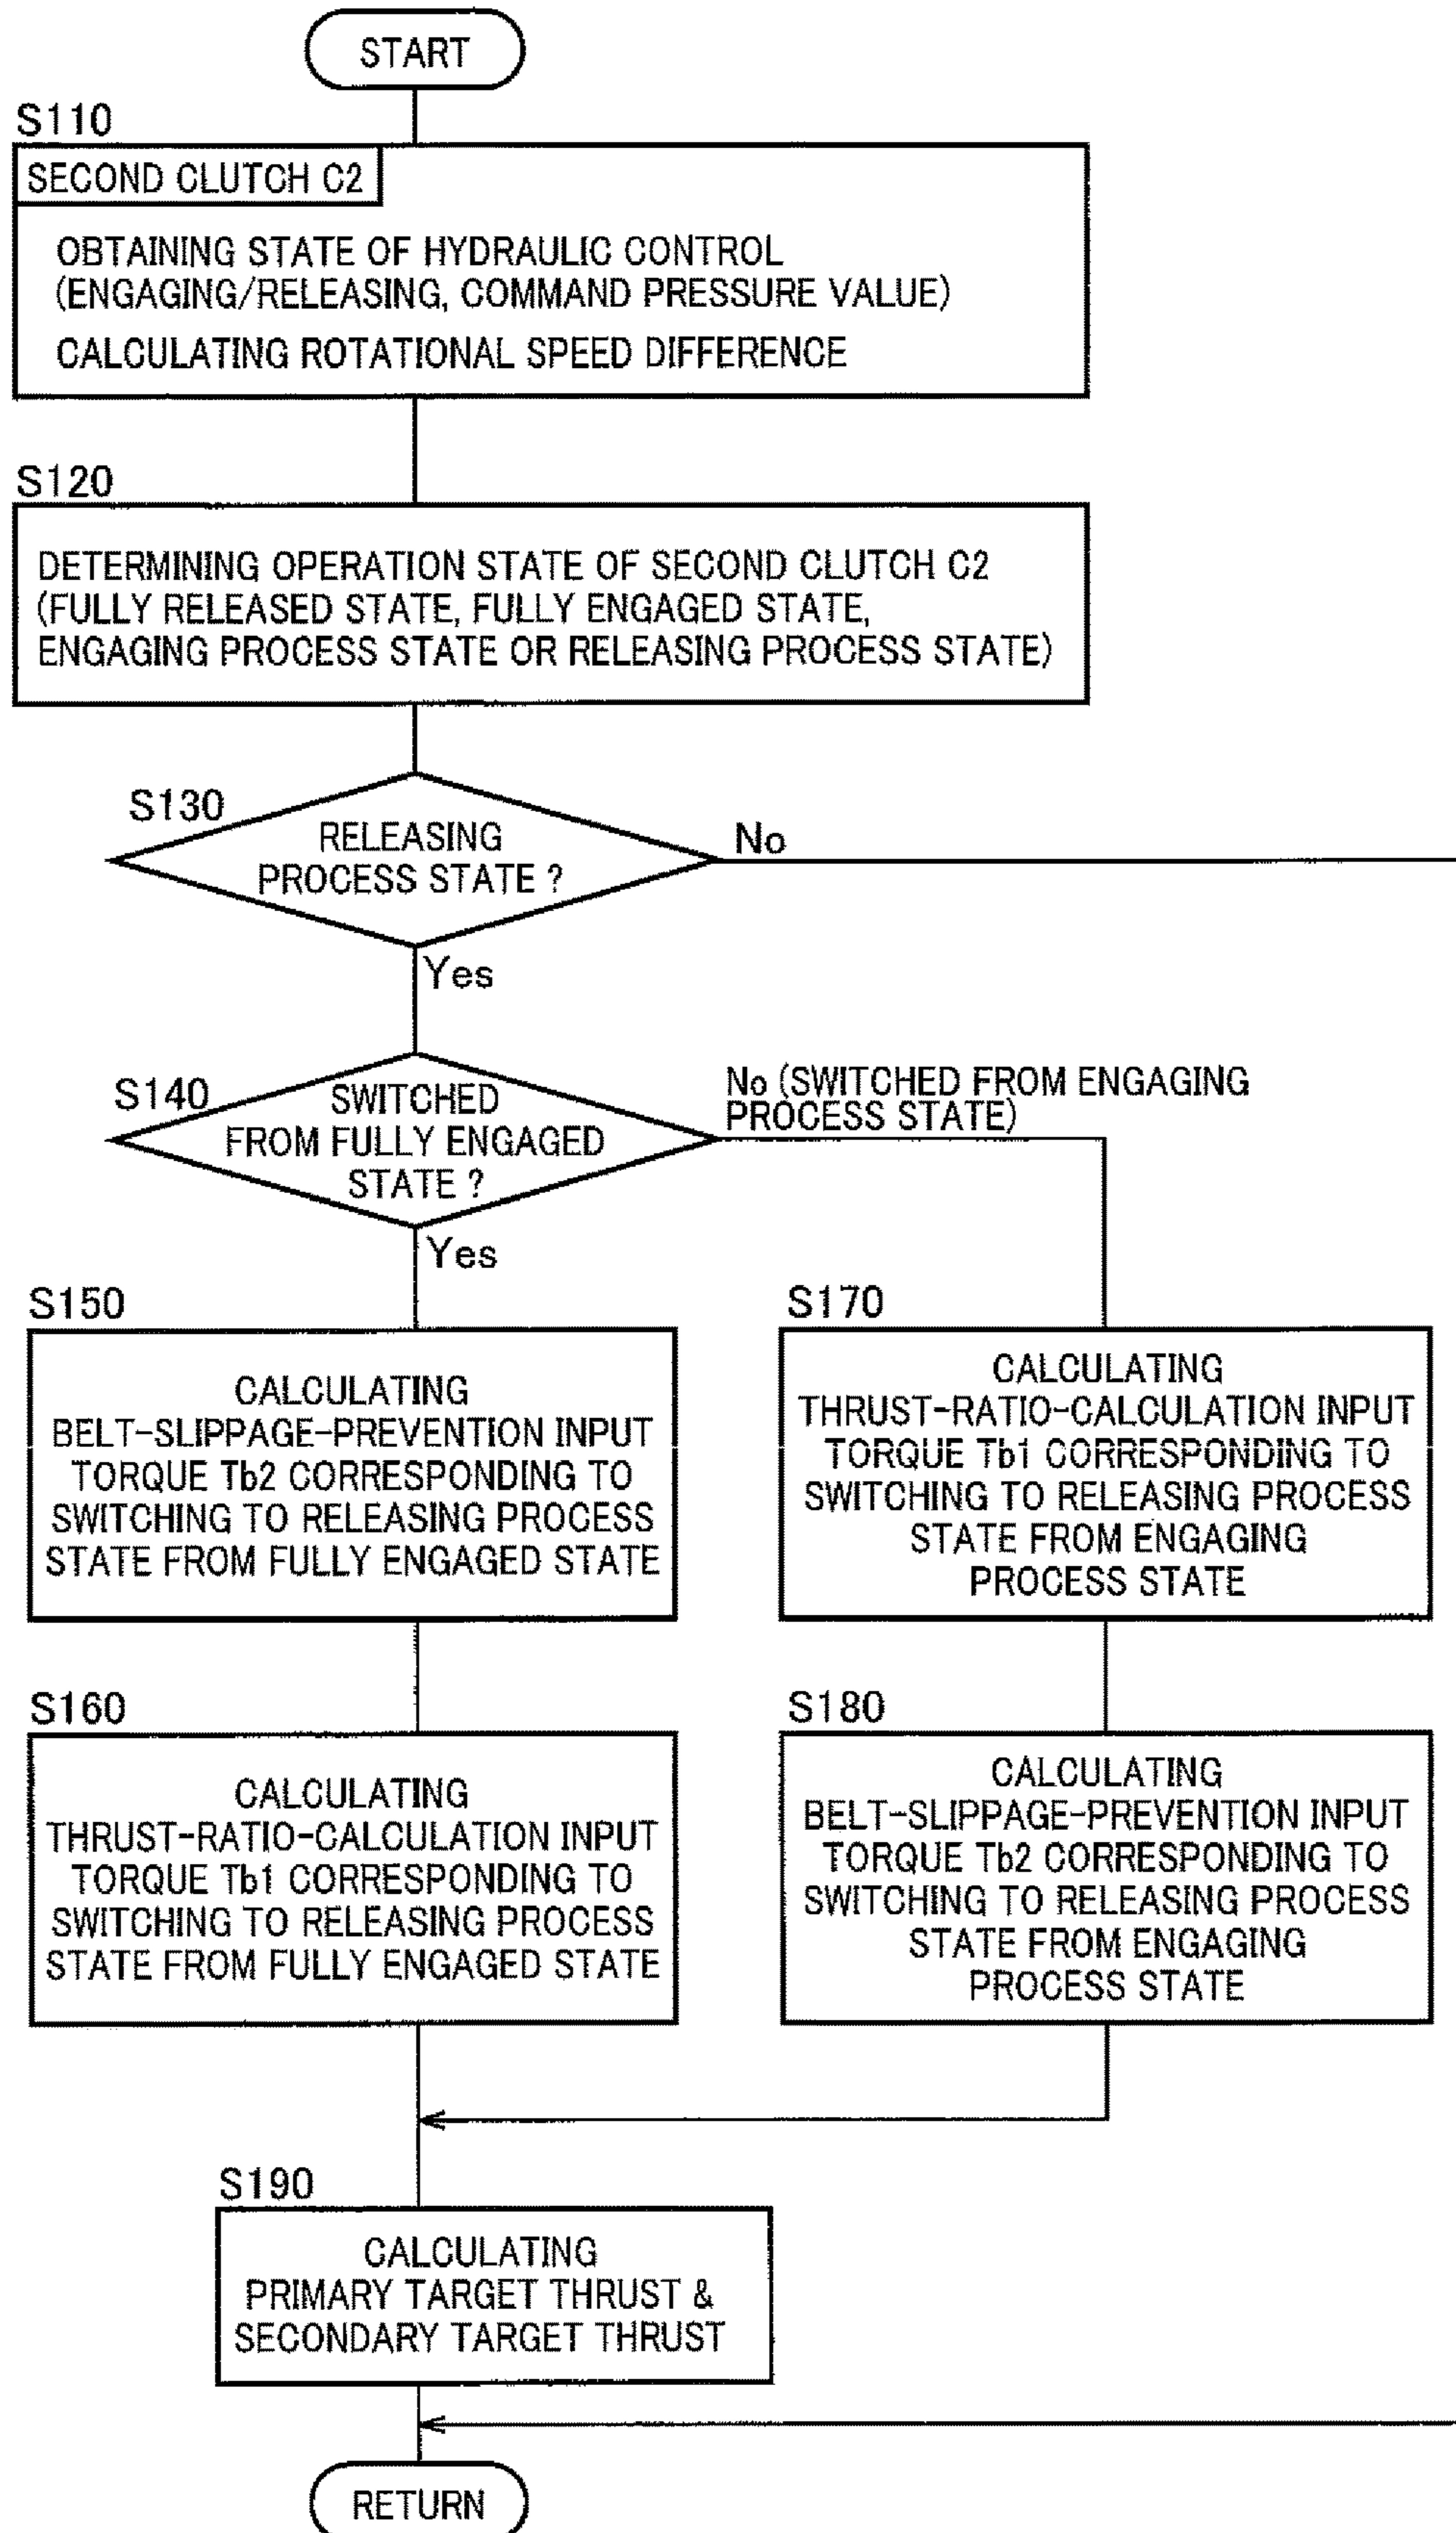 START
S110
SECOND CLUTCH C2
OBTAINING STATE OF HYDRAULIC CONTROL
(ENGAGING/RELEASING, COMMAND PRESSURE VALUE)
CALCULATING ROTATIONAL SPEED DIFFERENCE
S120
DETERMINING OPERATION STATE OF SECOND CLUTCH C2
(FULLY RELEASED STATE, FULLY ENGAGED STATE,
ENGAGING PROCESS STATE OR RELEASING PROCESS STATE)
S130
RELEASING
PROCESS STATE ?
No
Yes
S140
SWITCHED
FROM FULLY ENGAGED
STATE ?
No (SWITCHED FROM ENGAGING
PROCESS STATE)
Yes
S150
CALCULATING
BELT-SLIPPAGE-PREVENTION INPUT
TORQUE Tb2 CORRESPONDING TO
SWITCHING TO RELEASING PROCESS
STATE FROM FULLY ENGAGED STATE
S170
CALCULATING
THRUST-RATIO-CALCULATION INPUT
TORQUE Tb1 CORRESPONDING TO
SWITCHING TO RELEASING PROCESS
STATE FROM ENGAGING
PROCESS STATE
S160
CALCULATING
THRUST-RATIO-CALCULATION INPUT
TORQUE Tb1 CORRESPONDING TO
SWITCHING TO RELEASING PROCESS
STATE FROM FULLY ENGAGED STATE
S180
CALCULATING
BELT-SLIPPAGE-PREVENTION INPUT
TORQUE Tb2 CORRESPONDING TO
SWITCHING TO RELEASING PROCESS
STATE FROM ENGAGING
PROCESS STATE
S190
CALCULATING
PRIMARY TARGET THRUST &
SECONDARY TARGET THRUST
RETURN